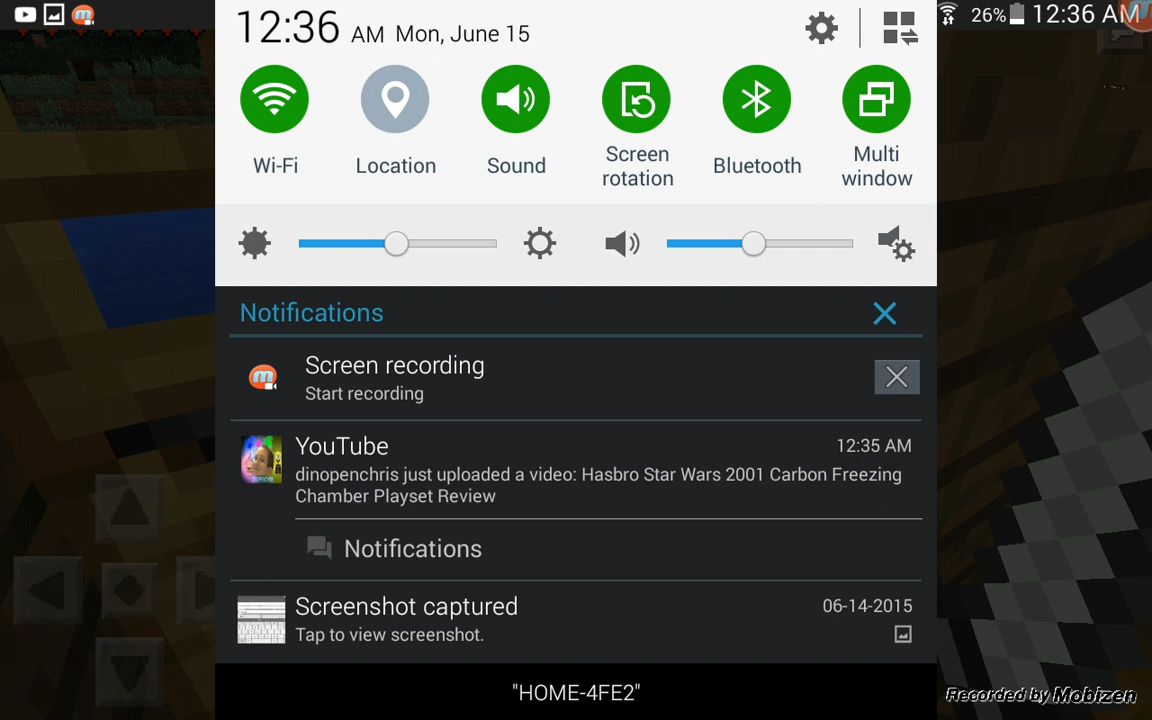 12:36 AM Mon, June 15
26% 12:36 AM
Wi-Fi
Location
Sound
Screen
rotation
Bluetooth
Multi
window
Notifications
Screen recording
Start recording
YouTube 12:35 AM
dinopenchris just uploaded a video: Hasbro Star Wars 2001 Carbon Freezing
Chamber Playset Review
Notifications
Screenshot captured 06-14-2015
Tap to view screenshot.
"HOME-4FE2"
Recorded by Mobizen